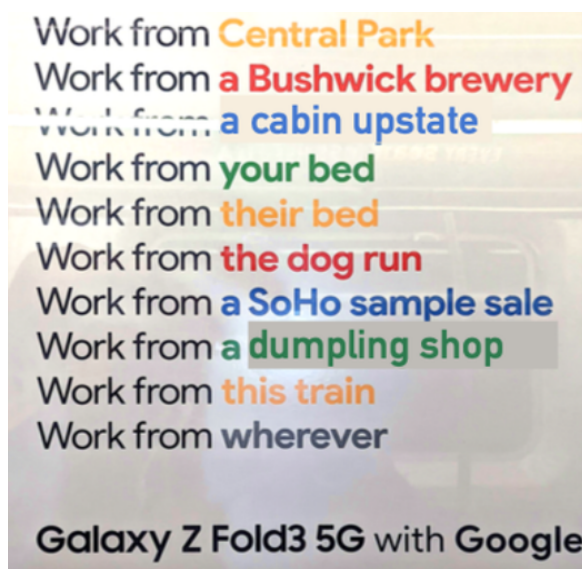 Work from Central Park
Work from a Bushwick brewery
Work from a cabin upstate
Work from your bed
Work from their bed
Work from the dog run
Work from a SoHo sample sale
Work from a dumpling shop
Work from this train
Work from wherever
Galaxy Z Fold3 5G with Google